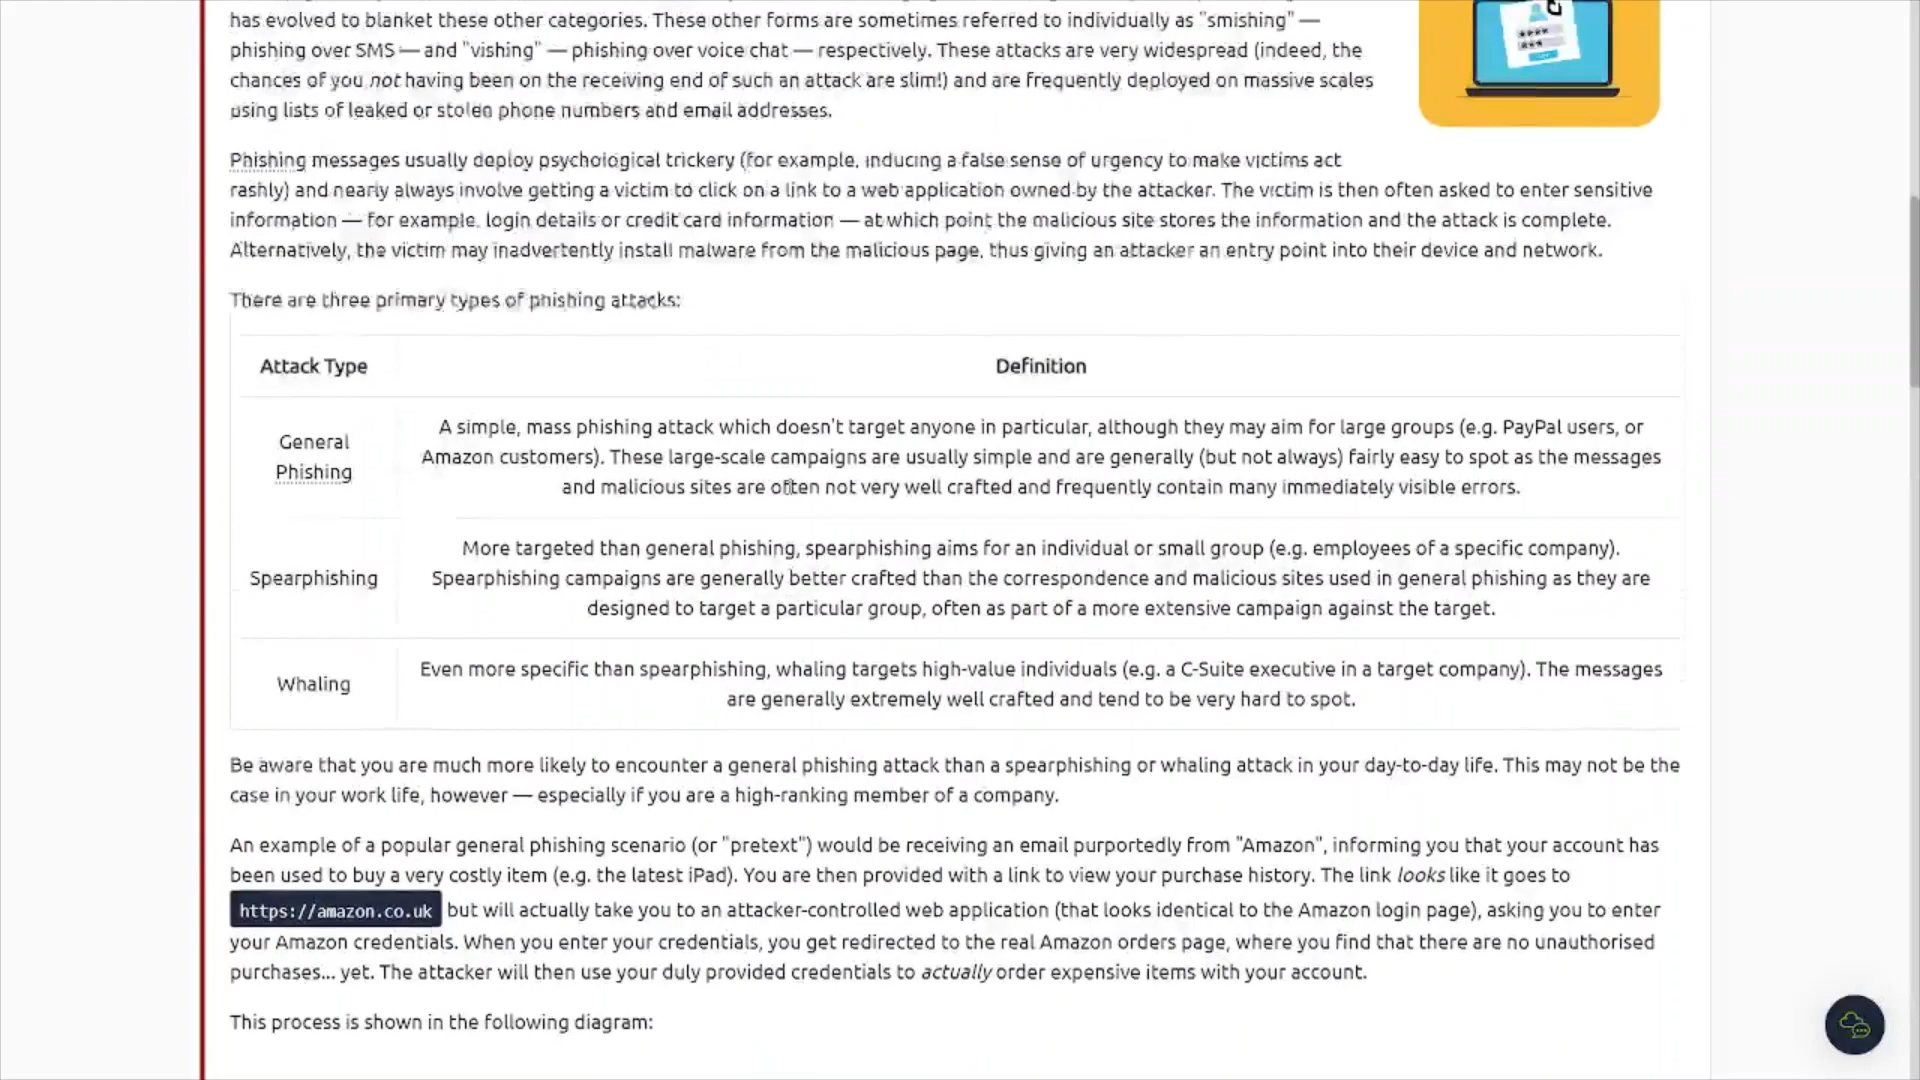 has evolved to blanket these other categories. These other forms are sometimes referred to individually as "smishing" —
phishing over SMS — and "vishing" — phishing over voice chat — respectively. These attacks are very widespread (indeed, the
chances of you not having been on the receiving end of such an attack are slim!) and are frequently deployed on massive scales
using lists of leaked or stolen phone numbers and email addresses.
Phishing messages usually deploy psychological trickery (for example, inducing a false sense of urgency to make victims act
rashly) and nearly always involve getting a victim to click on a link to a web application owned by the attacker. The victim is then often asked to enter sensitive
information — for example, login details or credit card information — at which point the malicious site stores the information and the attack is complete.
Alternatively, the victim may inadvertently install malware from the malicious page, thus giving an attacker an entry point into their device and network.
There are three primary types of phishing attacks:
Attack Type
Definition
General
Phishing
A simple, mass phishing attack which doesn't target anyone in particular, although they may aim for large groups (e.g. PayPal users, or
Amazon customers). These large-scale campaigns are usually simple and are generally (but not always) fairly easy to spot as the messages
and malicious sites are often not very well crafted and frequently contain many immediately visible errors.
Spearphishing
More targeted than general phishing, spearphishing aims for an individual or small group (e.g. employees of a specific company).
Spearphishing campaigns are generally better crafted than the correspondence and malicious sites used in general phishing as they are
designed to target a particular group, often as part of a more extensive campaign against the target.
Whaling
Even more specific than spearphishing, whaling targets high-value individuals (e.g. a C-Suite executive in a target company). The messages
are generally extremely well crafted and tend to be very hard to spot.
Be aware that you are much more likely to encounter a general phishing attack than a spearphishing or whaling attack in your day-to-day life. This may not be the
case in your work life, however — especially if you are a high-ranking member of a company.
An example of a popular general phishing scenario (or "pretext") would be receiving an email purportedly from "Amazon", informing you that your account has
been used to buy a very costly item (e.g. the latest iPad). You are then provided with a link to view your purchase history. The link looks like it goes to
https://amazon.co.uk but will actually take you to an attacker-controlled web application (that looks identical to the Amazon login page), asking you to enter
your Amazon credentials. When you enter your credentials, you get redirected to the real Amazon orders page, where you find that there are no unauthorised
purchases... yet. The attacker will then use your duly provided credentials to actually order expensive items with your account.
This process is shown in the following diagram: